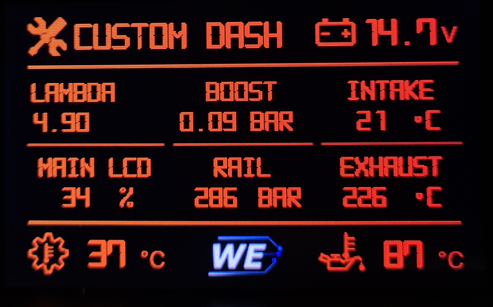 CUSTOM DASH 14.7V
LAMBDA BOOST INTAKE
4.90 0.09 BAR 21 °C
MAIN LCD RAIL EXHAUST
34 % 286 BAR 226 °C
37 °C WE 87 °C